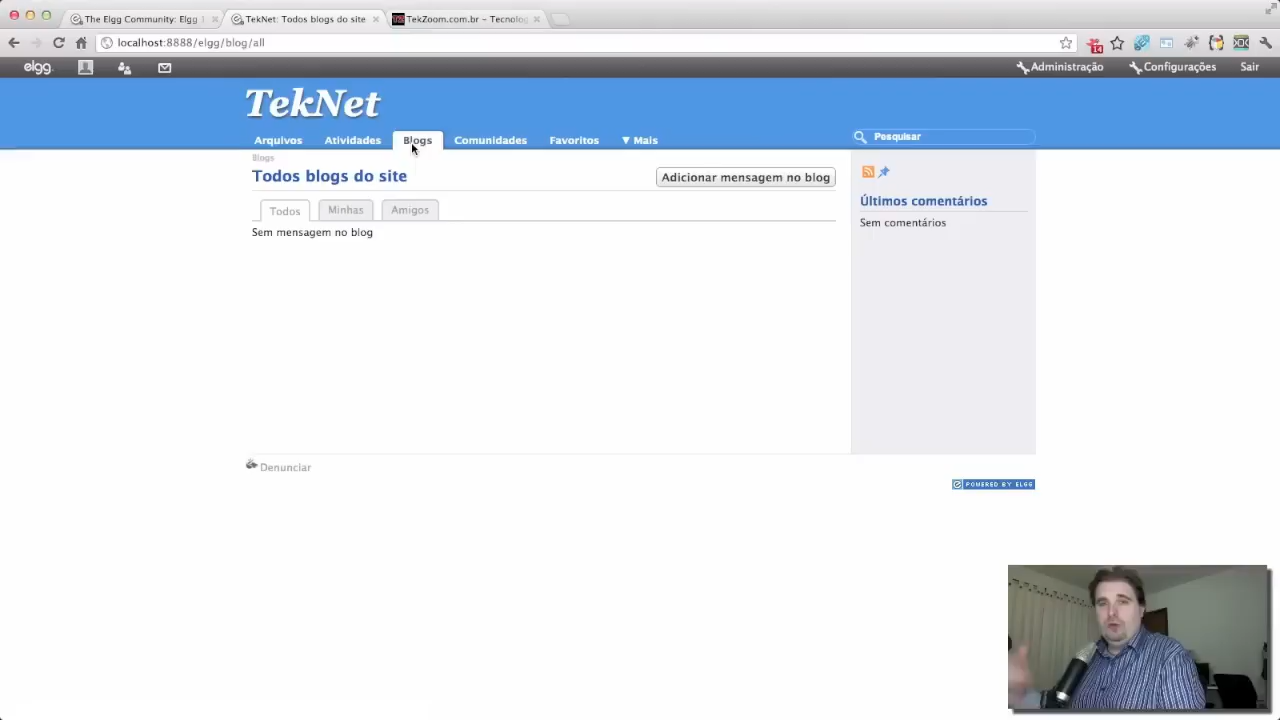 The Elgg Community: Elgg
TekNet: Todos blogs do site
TekZoom.com.br – Tecnolog
localhost:8888/elgg/blog/all
14
elgg.
Administração
Configurações
Sair
TekNet
Arquivos
Atividades
Blogs
Comunidades
Favoritos
▼ Mais
Pesquisar
Blogs
Todos blogs do site
Adicionar mensagem no blog
Todos
Minhas
Amigos
Sem mensagem no blog
Últimos comentários
Sem comentários
Denunciar
POWERED BY ELGG